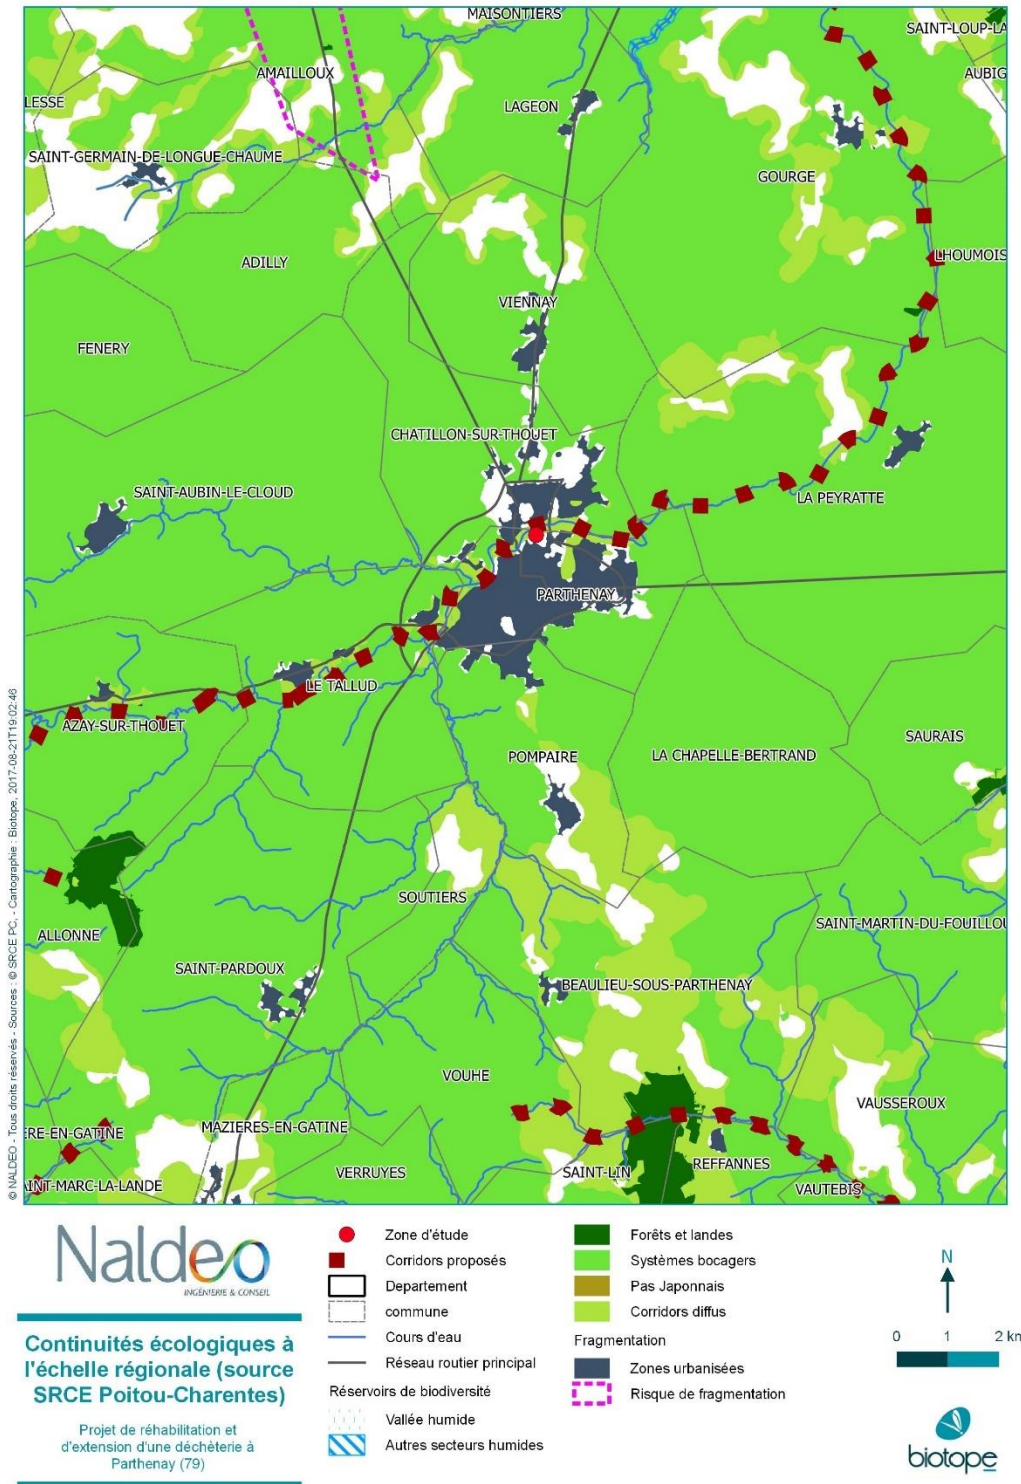 MAISONTIERS
SAINT-LOUP-LA
AMAILLOUX
AUBIG
LESSE
LAGEON
SAINT-GERMAIN-DE-LONGUE-CHAUME
GOURGE
ADILLY
LHOUMOIS
VIENNAY
FENERY
CHATILLON-SUR-THOUET
SAINT-AUBIN-LE-CLOUD
LA PEYRATTE
PARTHENAY
LE TALLUD
AZAY-SUR-THOUET
SAURAIS
POMPAIRE
LA CHAPELLE-BERTRAND
SOUTIERS
SAINT-MARTIN-DU-FOUILLOU
ALLONNE
SAINT-PARDOUX
BEAULIEU-SOUS-PARTHENAY
VOUHE
VAUSSEROUX
ERE-EN-GATINE
MAZIERES-EN-GATINE
REFFANNES
VERRUYES
SAINT-LIN
AINT-MARC-LA-LANDE
VAUTEBIS
© NALDEO - Tous droits réservés - Sources : © SRCE PC, - Cartographie : Biotope, 2017-08-21T19:02:46
Naldeo
INGÉNIERIE & CONSEIL
Continuités écologiques à
l'échelle régionale (source
SRCE Poitou-Charentes)
Projet de réhabilitation et
d'extension d'une déchèterie à
Parthenay (79)
Zone d'étude
Corridors proposés
Departement
commune
Cours d'eau
Réseau routier principal
Réservoirs de biodiversité
Vallée humide
Autres secteurs humides
Forêts et landes
Systèmes bocagers
Pas Japonnais
Corridors diffus
Fragmentation
Zones urbanisées
Risque de fragmentation
N
0 1 2 km
biotope